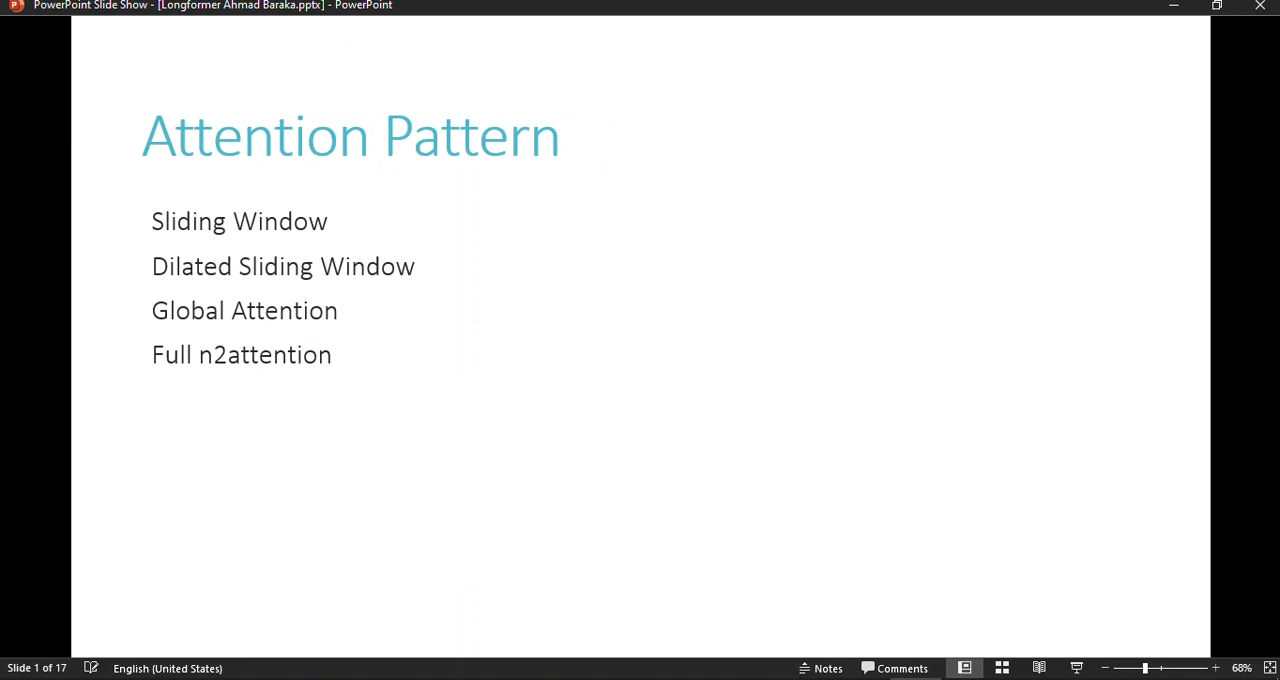 PowerPoint Slide Show - [Longformer Ahmad Baraka.pptx] - PowerPoint
Attention Pattern
Sliding Window
Dilated Sliding Window
Global Attention
Full n2attention
Slide 1 of 17 English (United States) Notes Comments 68%